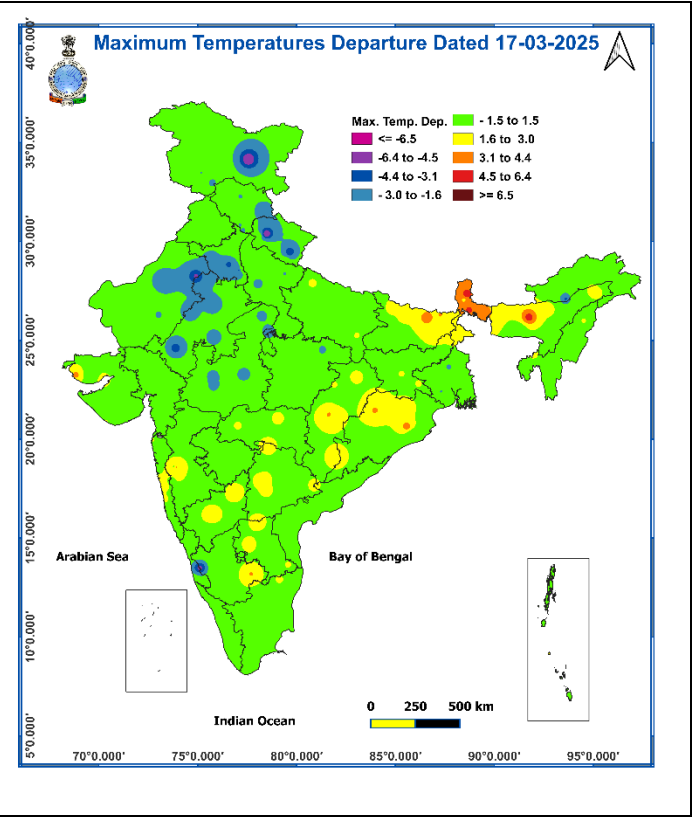 Maximum Temperatures Departure Dated 17-03-2025
Max. Temp. Dep.
<= -6.5
-6.4 to -4.5
-4.4 to -3.1
- 3.0 to -1.6
- 1.5 to 1.5
1.6 to 3.0
3.1 to 4.4
4.5 to 6.4
>= 6.5
40°0.000'
35°0.000'
30°0.000'
25°0.000'
20°0.000'
15°0.000'
10°0.000'
5°0.000'
Arabian Sea
Bay of Bengal
Indian Ocean
0 250 500 km
70°0.000' 75°0.000' 80°0.000' 85°0.000' 90°0.000' 95°0.000'